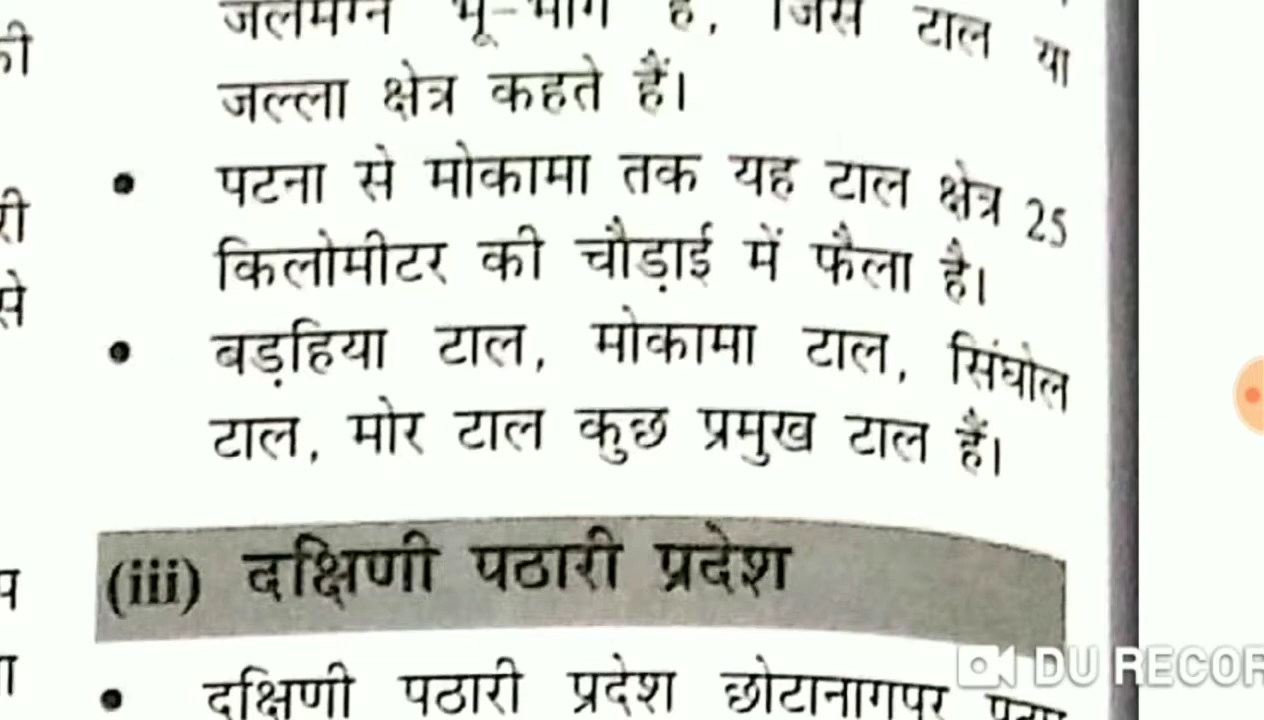 जलमग्न भू-भाग है, जिसे टाल या
जल्ला क्षेत्र कहते हैं।
• पटना से मोकामा तक यह टाल क्षेत्र 25
किलोमीटर की चौड़ाई में फैला है।
• बड़हिया टाल, मोकामा टाल, सिंघोल
टाल, मोर टाल कुछ प्रमुख टाल हैं।
(iii) दक्षिणी पठारी प्रदेश
• दक्षिणी पठारी प्रदेश छोटानागपुर
की
री
से
DU RECOR